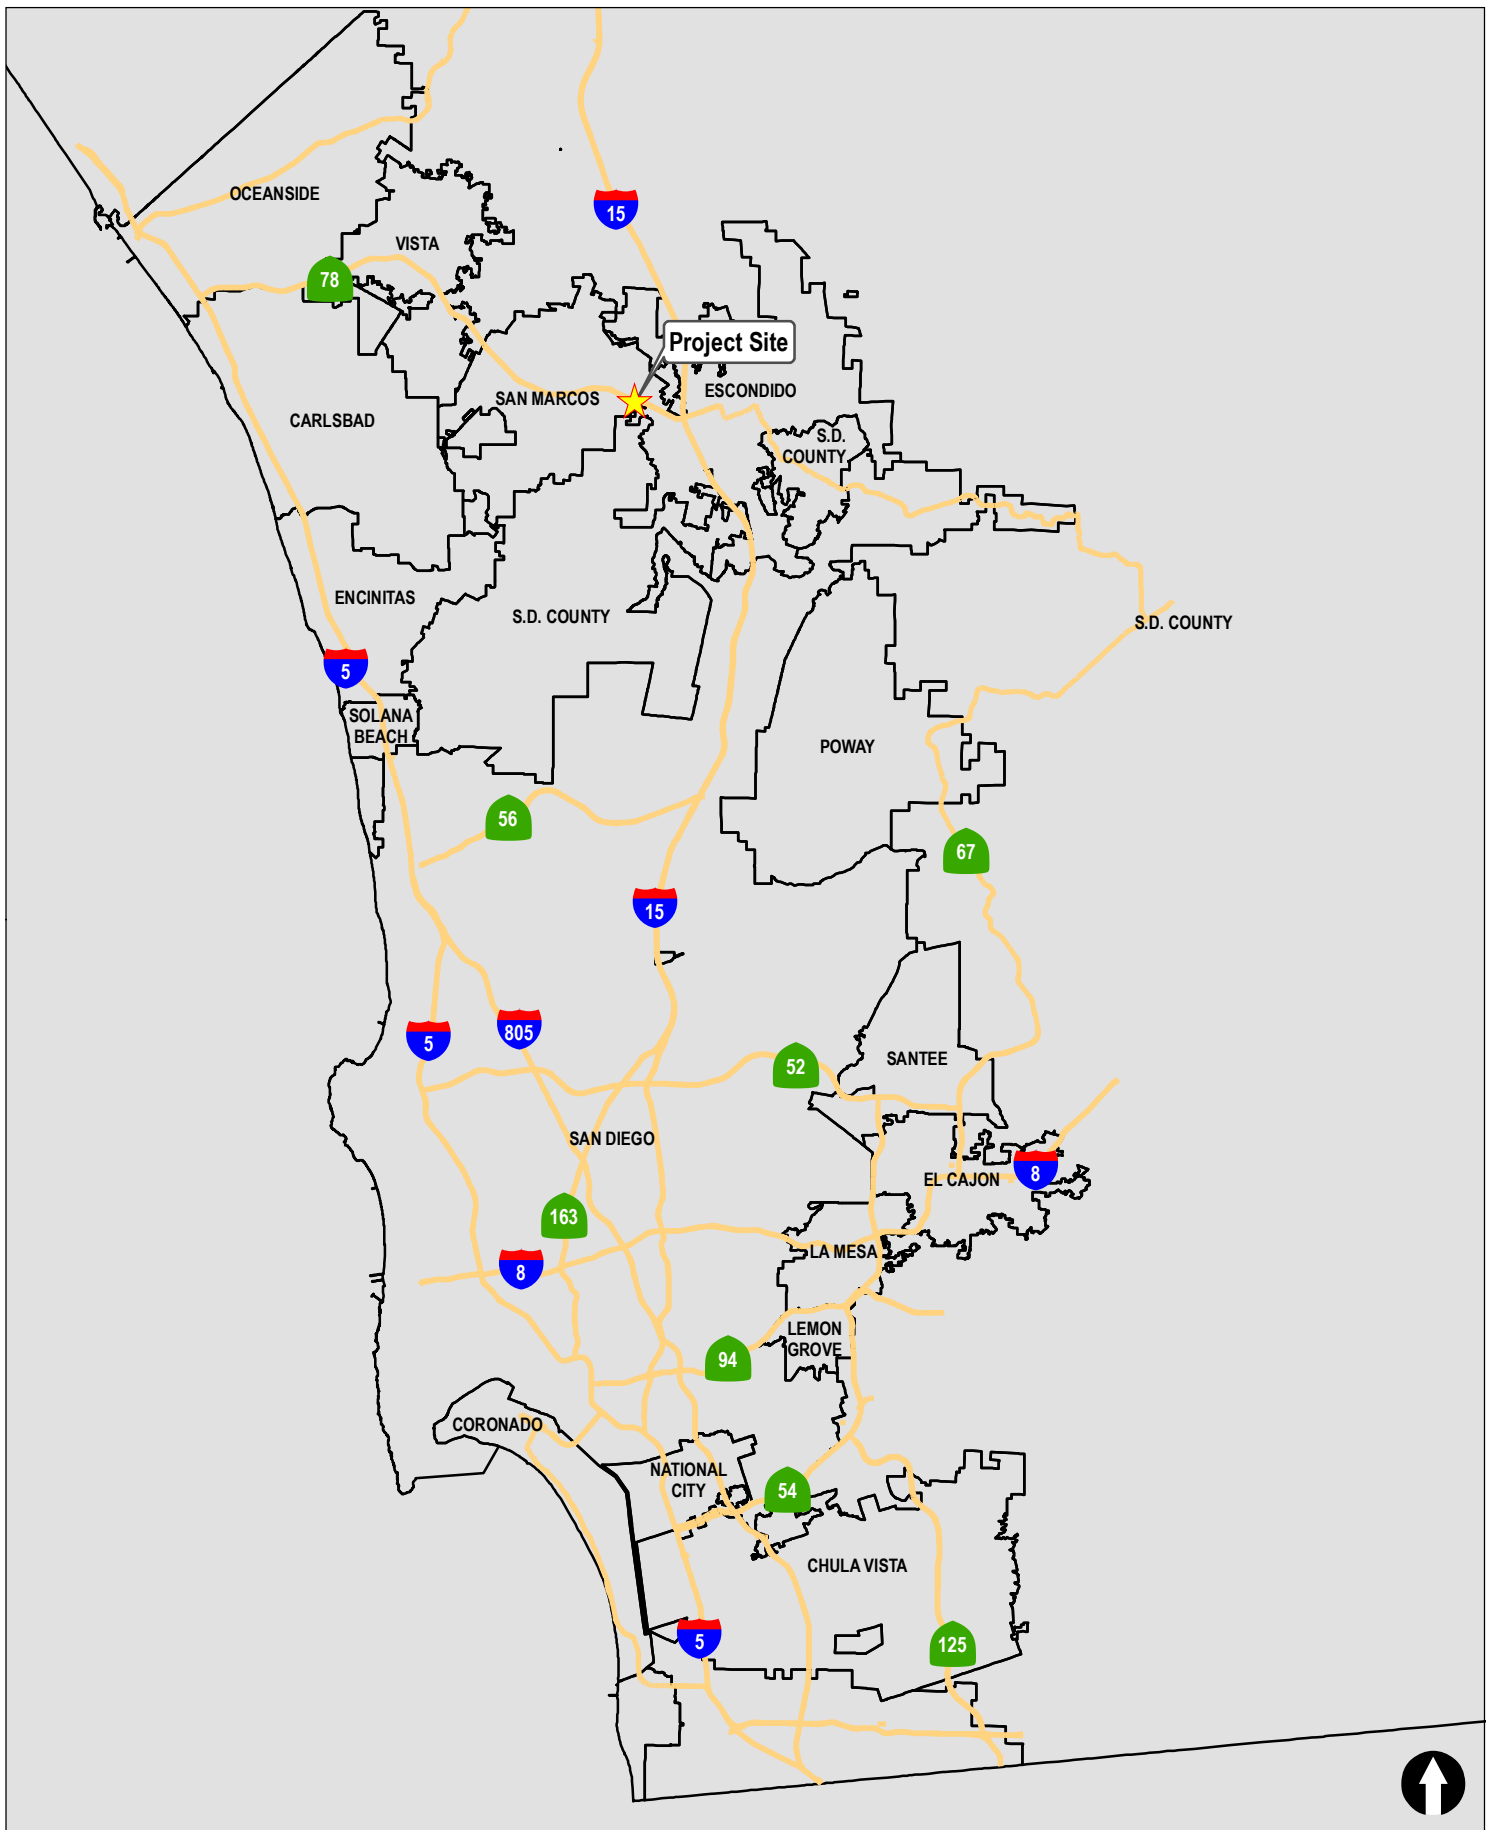 OCEANSIDE
15
VISTA
78
Project Site
ESCONDIDO
SAN MARCOS
CARLSBAD
S.D.
COUNTY
ENCINITAS
S.D. COUNTY
S.D. COUNTY
5
SOLANA
BEACH
POWAY
56
67
15
805
5
SANTEE
52
SAN DIEGO
EL CAJON
8
163
LA MESA
8
LEMON
GROVE
94
CORONADO
NATIONAL
CITY
54
CHULA VISTA
5
125